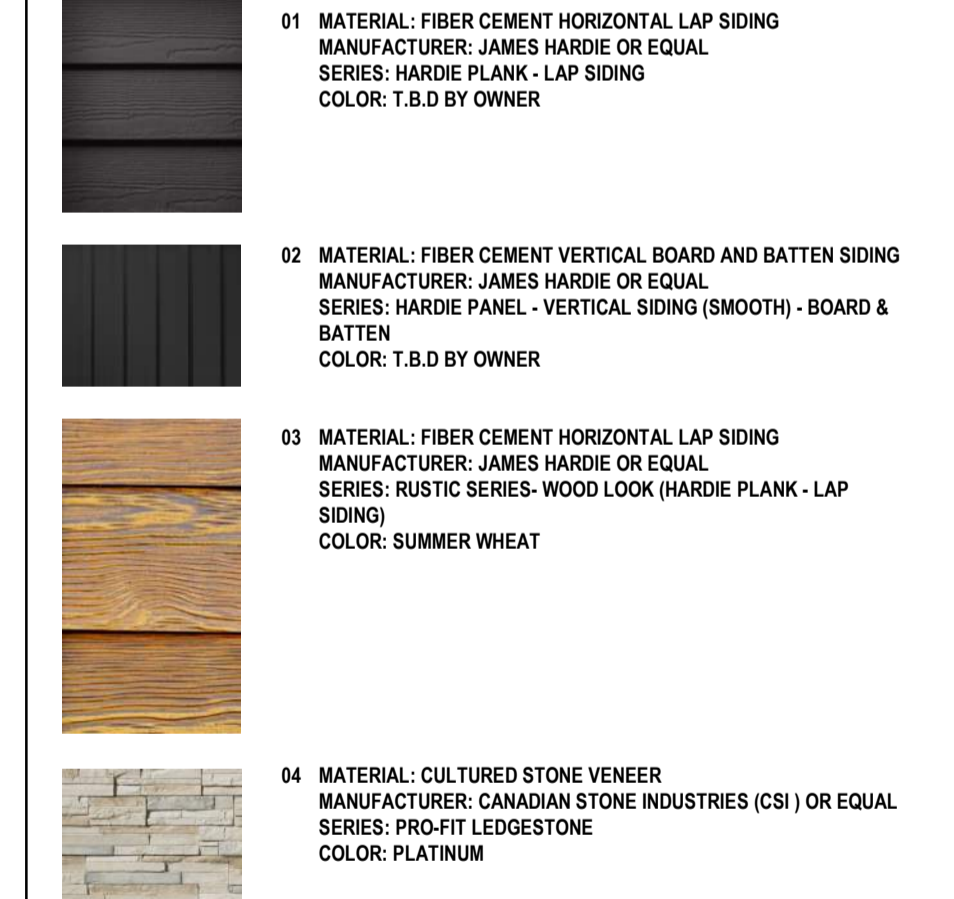 01 MATERIAL: FIBER CEMENT HORIZONTAL LAP SIDING
MANUFACTURER: JAMES HARDIE OR EQUAL
SERIES: HARDIE PLANK - LAP SIDING
COLOR: T.B.D BY OWNER
02 MATERIAL: FIBER CEMENT VERTICAL BOARD AND BATTEN SIDING
MANUFACTURER: JAMES HARDIE OR EQUAL
SERIES: HARDIE PANEL - VERTICAL SIDING (SMOOTH) - BOARD &
BATTEN
COLOR: T.B.D BY OWNER
03 MATERIAL: FIBER CEMENT HORIZONTAL LAP SIDING
MANUFACTURER: JAMES HARDIE OR EQUAL
SERIES: RUSTIC SERIES- WOOD LOOK (HARDIE PLANK - LAP
SIDING)
COLOR: SUMMER WHEAT
04 MATERIAL: CULTURED STONE VENEER
MANUFACTURER: CANADIAN STONE INDUSTRIES (CSI ) OR EQUAL
SERIES: PRO-FIT LEDGESTONE
COLOR: PLATINUM